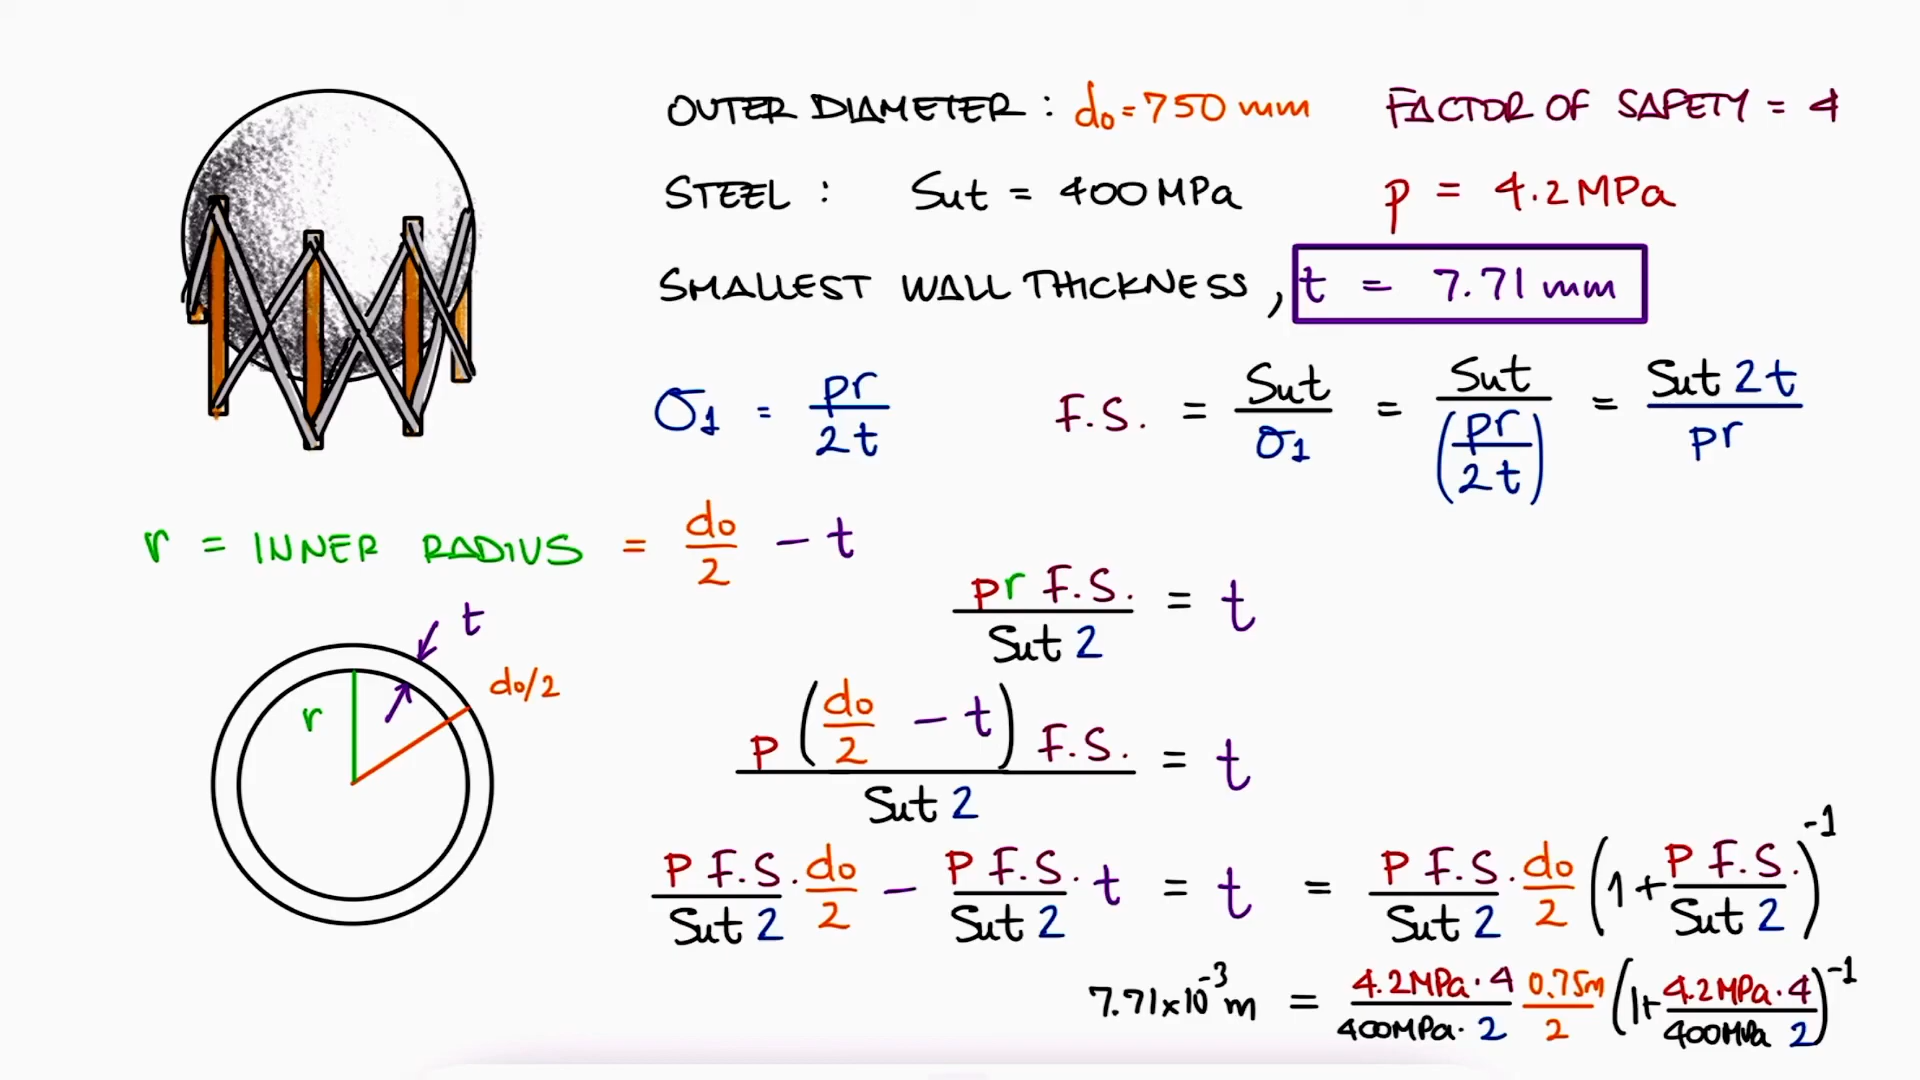 OUTER DIAMETER : do = 750 mm FACTOR OF SAFETY = 4
STEEL : Sut = 400 MPa p = 4.2 MPa
SMALLEST WALL THICKNESS , t = 7.71 mm
σ1 = pr/2t F.S. = Sut/σ1 = Sut/(pr/2t) = Sut 2t/pr
r = INNER RADIUS = do/2 - t
pr F.S./Sut 2 = t
t
do/2
r
p (do/2 - t) F.S./Sut 2 = t
P F.S./Sut 2 . do/2 - P F.S./Sut 2 . t = t = P F.S./Sut 2 . do/2 (1 + P F.S./Sut 2)^-1
7.71x10^-3 m = 4.2MPa · 4/400MPa · 2 0.75m/2 (1+ 4.2MPa · 4/400MPa 2)^-1